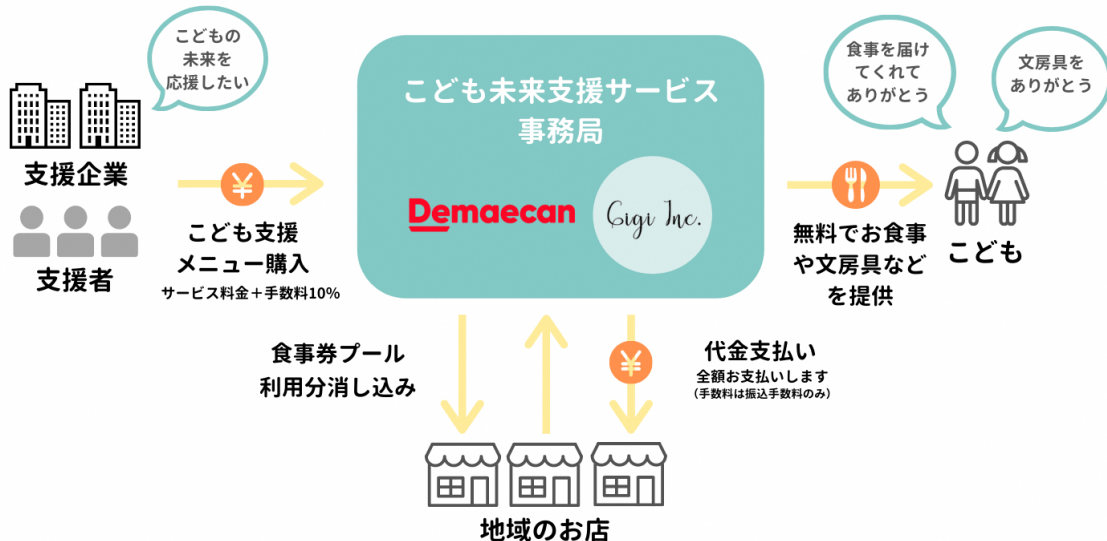 こどもの
未来を
応援したい
支援企業
支援者
こども支援
メニュー購入
サービス料金＋手数料10%
こども未来支援サービス
事務局
Demaecan
Gigi Inc.
食事を届け
てくれて
ありがとう
文房具を
ありがとう
無料でお食事
や文房具など
を提供
こども
食事券プール
利用分消し込み
代金支払い
全額お支払いします
（手数料は振込手数料のみ）
地域のお店